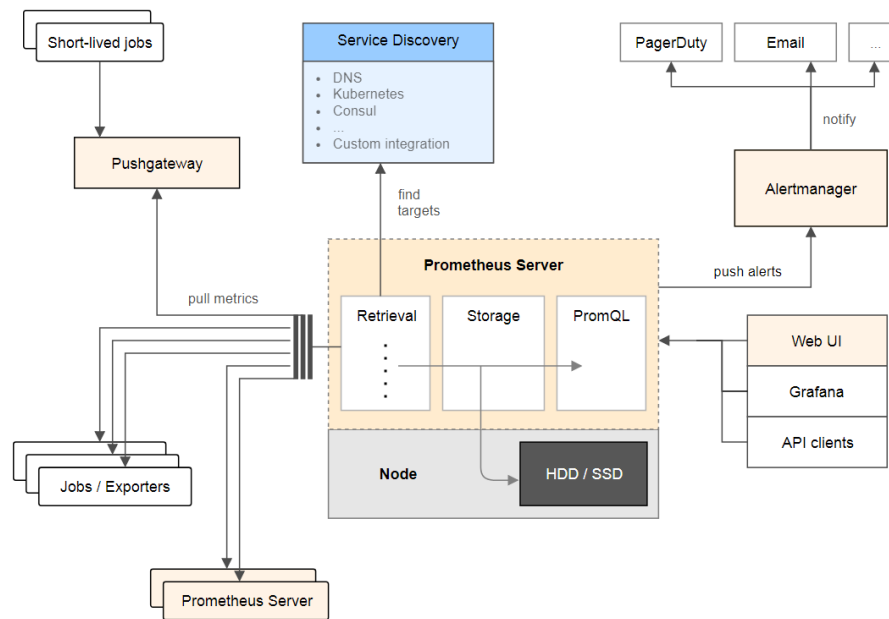 Short-lived jobs
Pushgateway
pull metrics
Jobs / Exporters
Prometheus Server
Service Discovery
• DNS
• Kubernetes
• Consul
• ...
• Custom integration
find
targets
Prometheus Server
Retrieval
Storage
PromQL
Node
HDD / SSD
PagerDuty
Email
...
notify
Alertmanager
push alerts
Web UI
Grafana
API clients